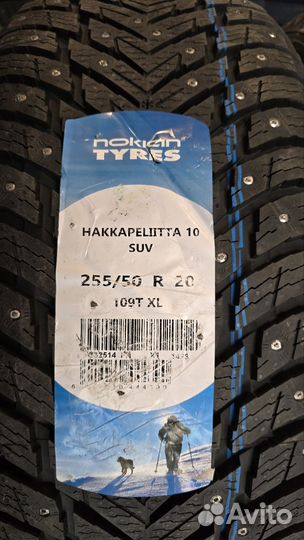 nokian
TYRES
HAKKAPELIITTA 10
SUV
255/50 R 20
109T XL
Avito